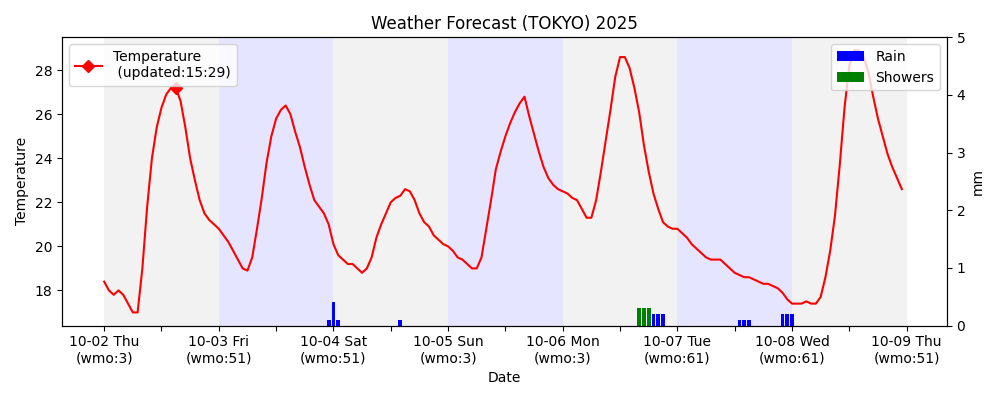 Weather Forecast (TOKYO) 2025
Temperature
(updated:15:29)
Rain
Showers
Temperature
28
26
24
22
20
18
5
4
3
2
1
0
mm
10-02 Thu
(wmo:3)
10-03 Fri
(wmo:51)
10-04 Sat
(wmo:51)
10-05 Sun
(wmo:3)
10-06 Mon
(wmo:3)
10-07 Tue
(wmo:61)
10-08 Wed
(wmo:61)
10-09 Thu
(wmo:51)
Date